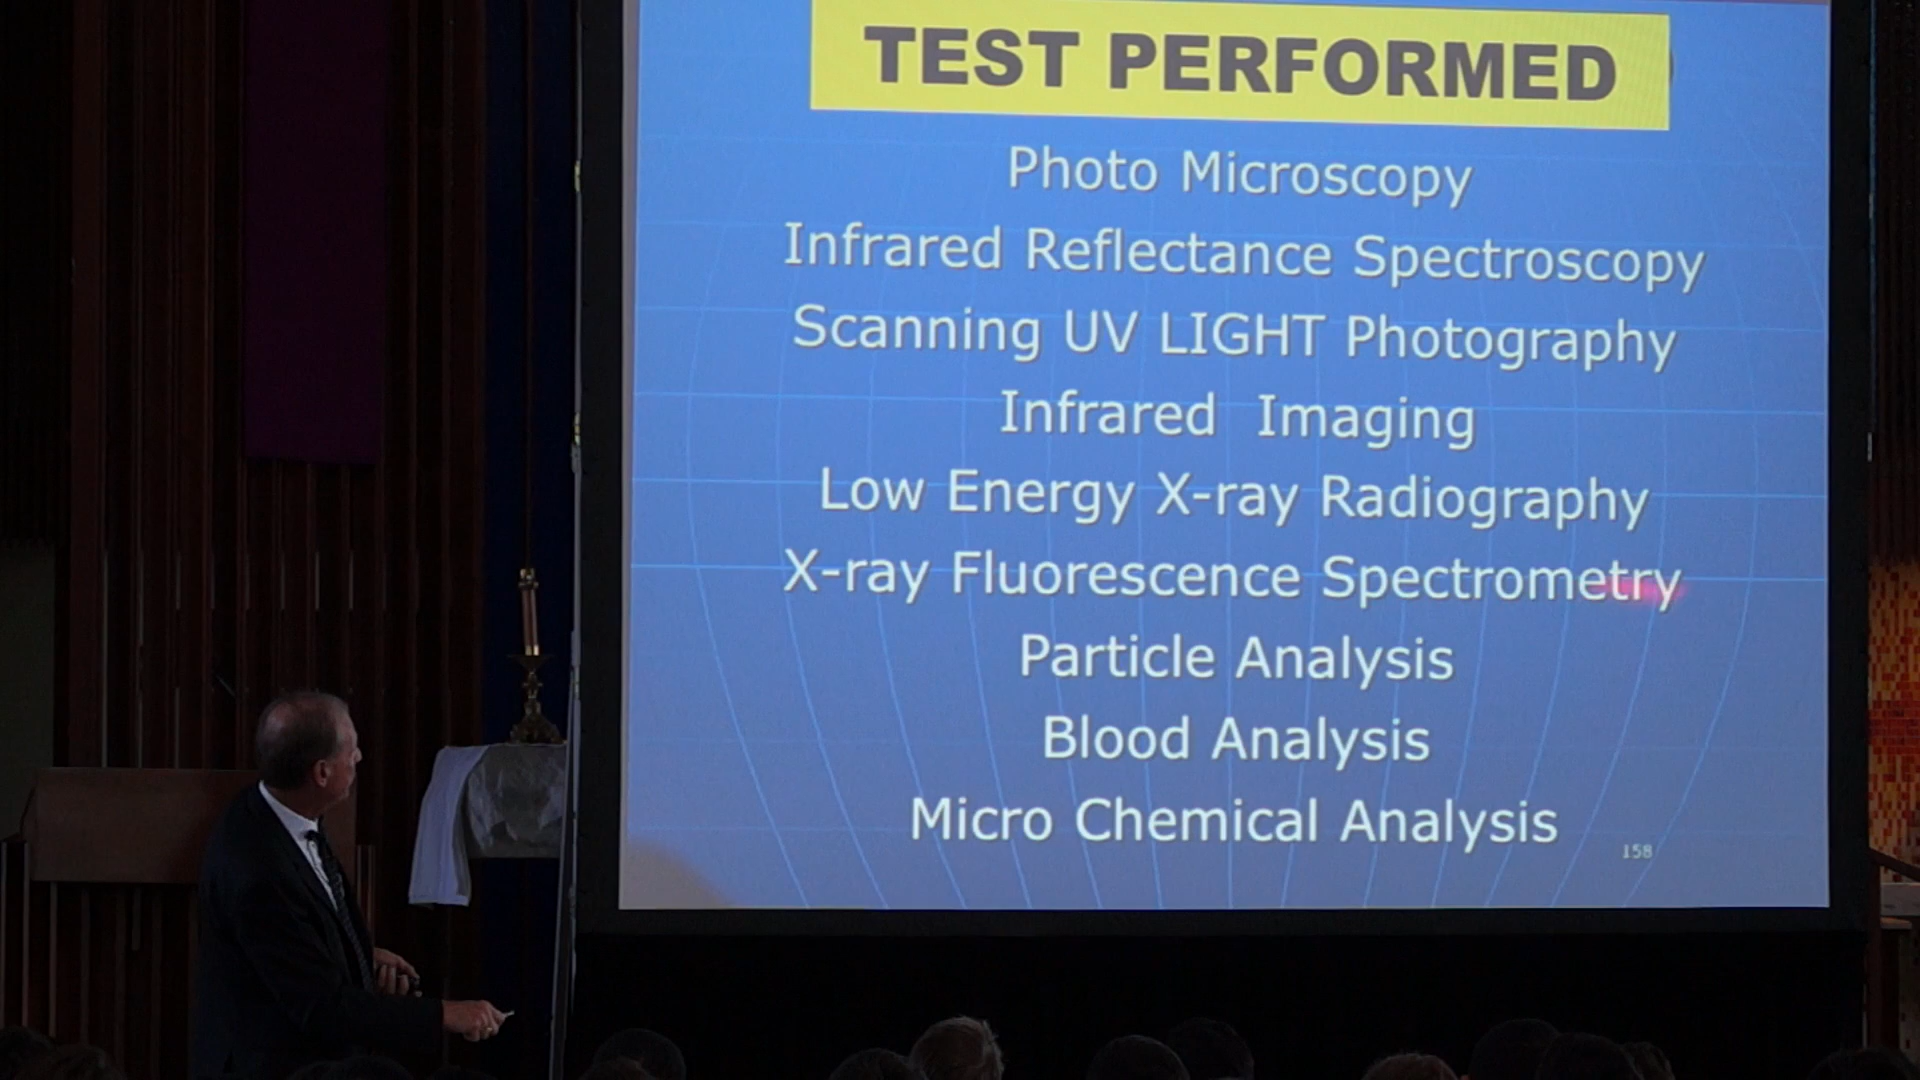 TEST PERFORMED
Photo Microscopy
Infrared Reflectance Spectroscopy
Scanning UV LIGHT Photography
Infrared Imaging
Low Energy X-ray Radiography
X-ray Fluorescence Spectrometry
Particle Analysis
Blood Analysis
Micro Chemical Analysis
158